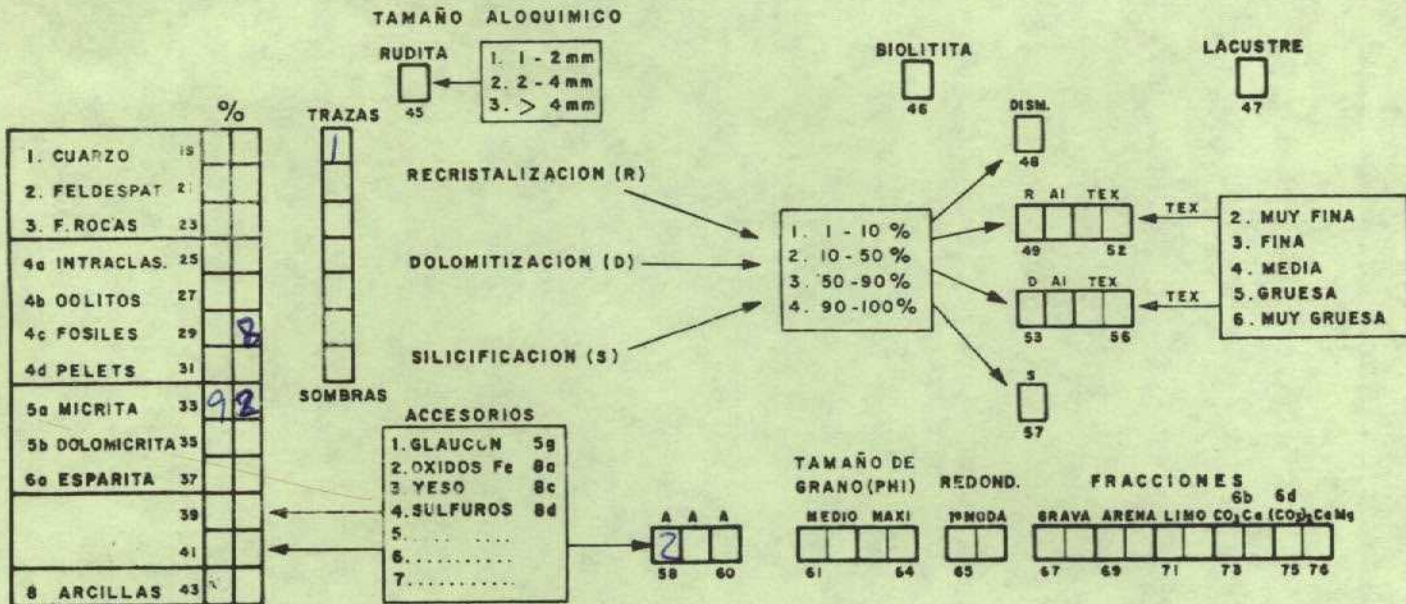 TAMAÑO ALOQUIMICO
RUDITA
45
1. 1 - 2 mm
2. 2 - 4 mm
3. > 4 mm
BIOLITITA
46
LACUSTRE
47
%
1. CUARZO 19
2. FELDESPAT 21
3. F. ROCAS 23
4a INTRACLAS. 25
4b OOLITOS 27
4c FOSILES 29 8
4d PELETS 31
5a MICRITA 33 92
5b DOLOMICRITA 35
6a ESPARITA 37
39
41
8 ARCILLAS 43
TRAZAS
1
SOMBRAS
RECRISTALIZACION (R)
DOLOMITIZACION (D)
SILICIFICACION (S)
1. 1 - 10 %
2. 10 - 50 %
3. 50 - 90 %
4. 90 - 100 %
DISM.
48
R AI TEX
49 52
TEX
D AI TEX
53 56
TEX
S
57
2. MUY FINA
3. FINA
4. MEDIA
5. GRUESA
6. MUY GRUESA
ACCESORIOS
1. GLAUCON 5g
2. OXIDOS Fe 8a
3 YESO 8c
4. SULFUROS 8d
5. .... ....
6. ..........
7. ..........
A A A
2
58 60
TAMAÑO DE
GRANO (PHI)
MEDIO MAXI
61 64
REDOND.
1ª MODA
65
FRACCIONES
6b 6d
GRAVA ARENA LIMO CO₃Ca (CO₃)₂CaMg
67 69 71 73 75 76